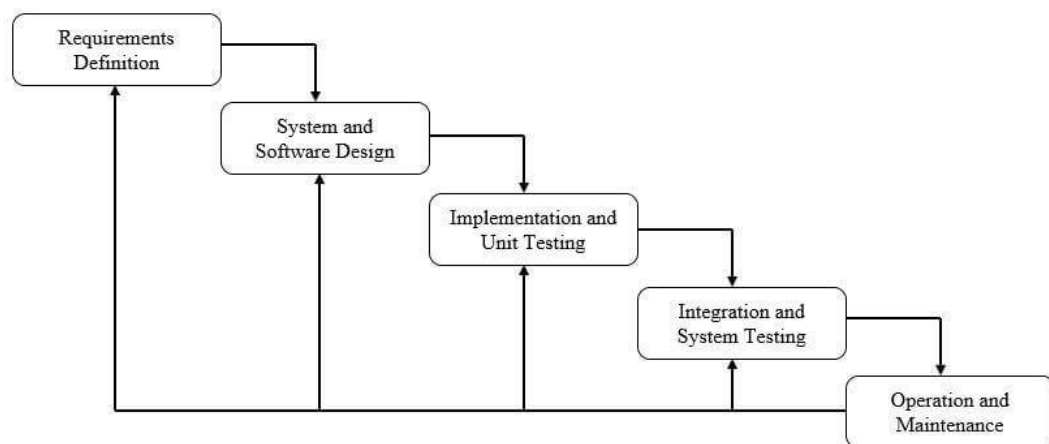 Requirements
Definition
System and
Software Design
Implementation and
Unit Testing
Integration and
System Testing
Operation and
Maintenance